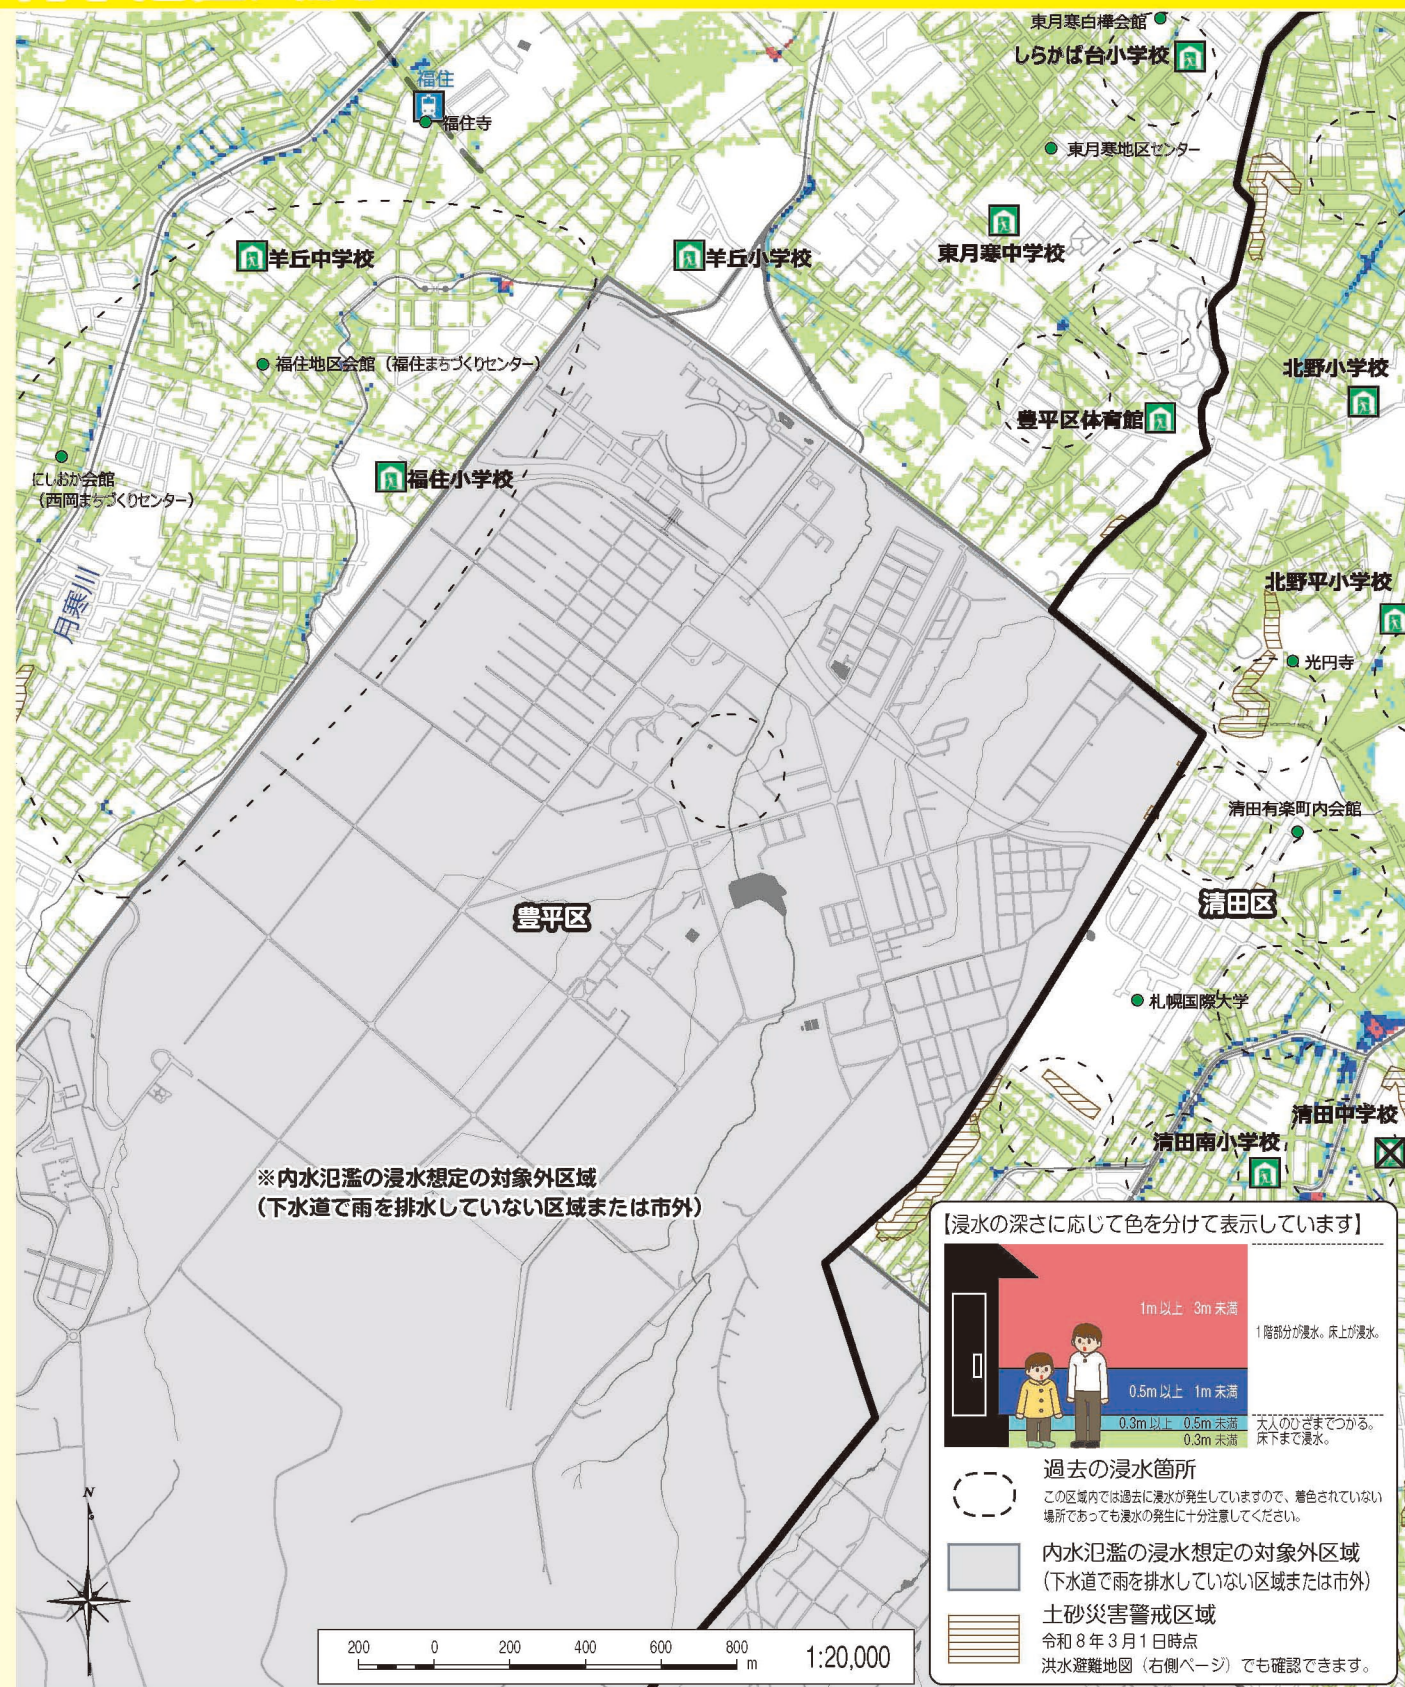 東月寒白樺会館
しらかば台小学校
福住
福住寺
東月寒地区センター
羊丘中学校
羊丘小学校
東月寒中学校
福住地区会館（福住まちづくりセンター）
北野小学校
豊平区体育館
にしおか会館
（西岡まちづくりセンター）
福住小学校
月寒川
北野平小学校
光円寺
清田有楽町内会館
豊平区
清田区
札幌国際大学
清田中学校
清田南小学校
※内水氾濫の浸水想定の対象外区域
（下水道で雨を排水していない区域または市外）
【浸水の深さに応じて色を分けて表示しています】
1m 以上 3m 未満
1階部分が浸水。床上が浸水。
0.5m 以上 1m 未満
0.3m 以上 0.5m 未満
0.3m 未満
大人のひざまでつかる。
床下まで浸水。
過去の浸水箇所
この区域内では過去に浸水が発生していますので、着色されていない
場所であっても浸水の発生に十分注意してください。
内水氾濫の浸水想定の対象外区域
（下水道で雨を排水していない区域または市外）
土砂災害警戒区域
令和8年3月1日時点
洪水避難地図（右側ページ）でも確認できます。
N
200 0 200 400 600 800
m
1:20,000